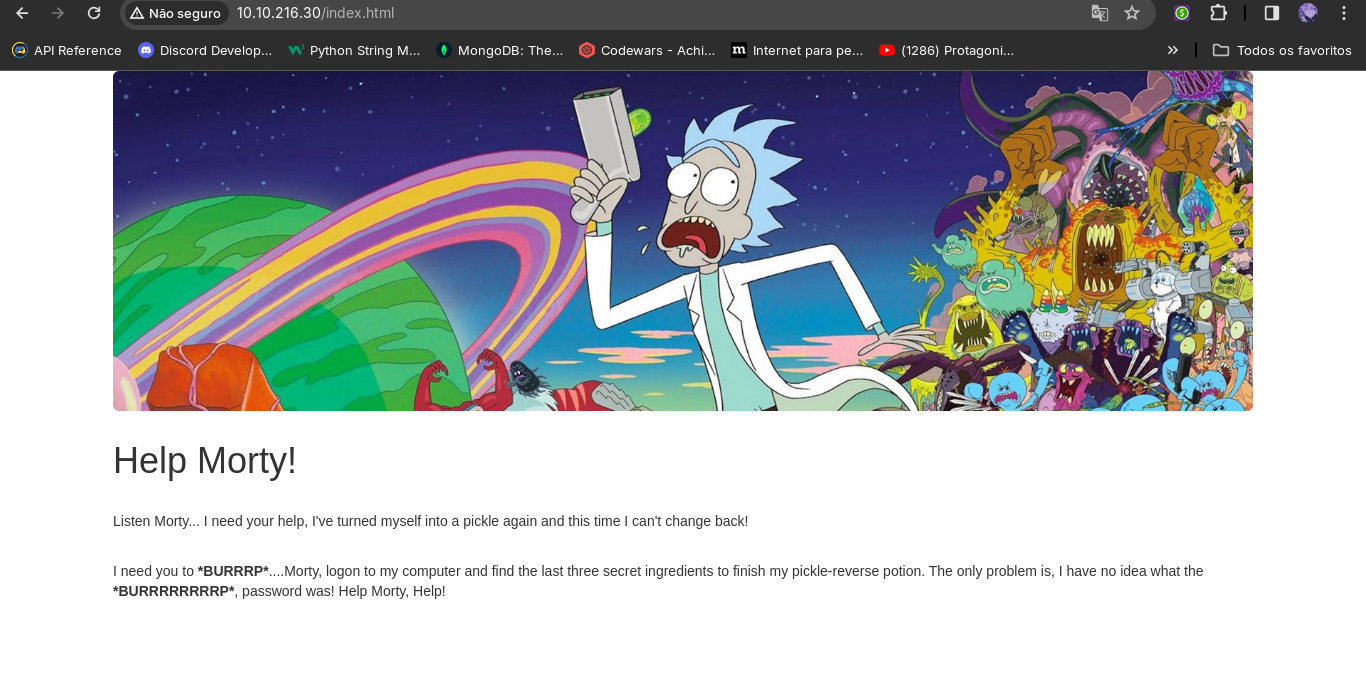 Não seguro 10.10.216.30/index.html
API Reference Discord Develop... Python String M... MongoDB: The... Codewars - Achi... Internet para pe... (1286) Protagoni... Todos os favoritos
Help Morty!
Listen Morty... I need your help, I've turned myself into a pickle again and this time I can't change back!
I need you to *BURRRP*....Morty, logon to my computer and find the last three secret ingredients to finish my pickle-reverse potion. The only problem is, I have no idea what the
*BURRRRRRRRP*, password was! Help Morty, Help!